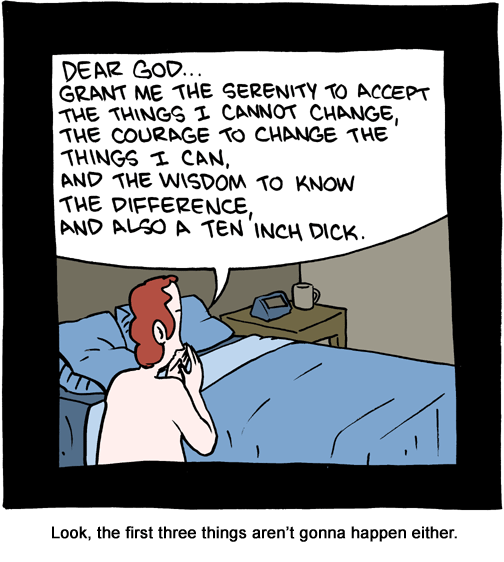 DEAR GOD...
GRANT ME THE SERENITY TO ACCEPT
THE THINGS I CANNOT CHANGE,
THE COURAGE TO CHANGE THE
THINGS I CAN,
AND THE WISDOM TO KNOW
THE DIFFERENCE,
AND ALSO A TEN INCH DICK.
Look, the first three things aren't gonna happen either.